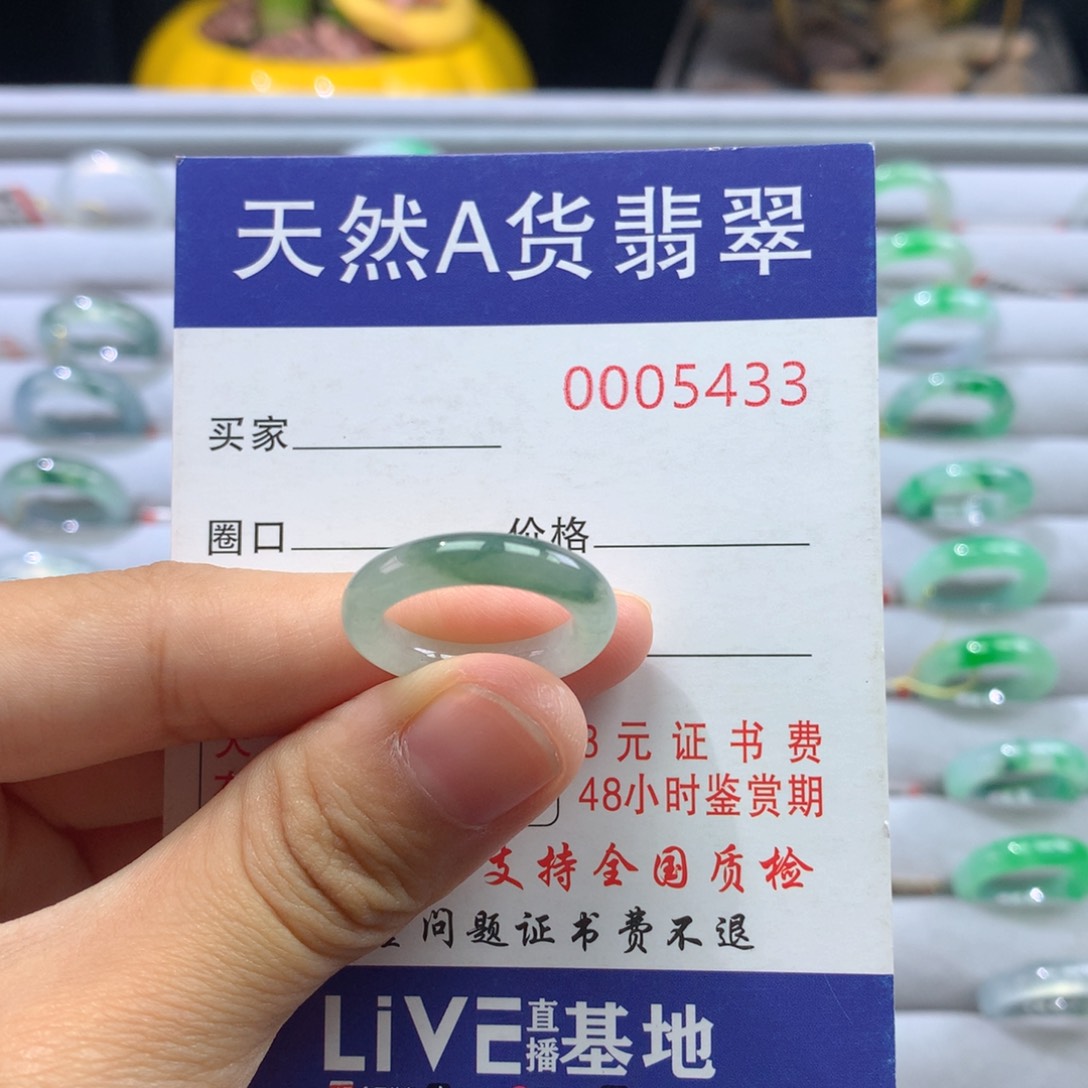 天然A货翡翠
0005433
买家
圈口 价格
元证书费
48小时鉴赏期
支持全国质检
问题证书费不退
LiVE直播基地